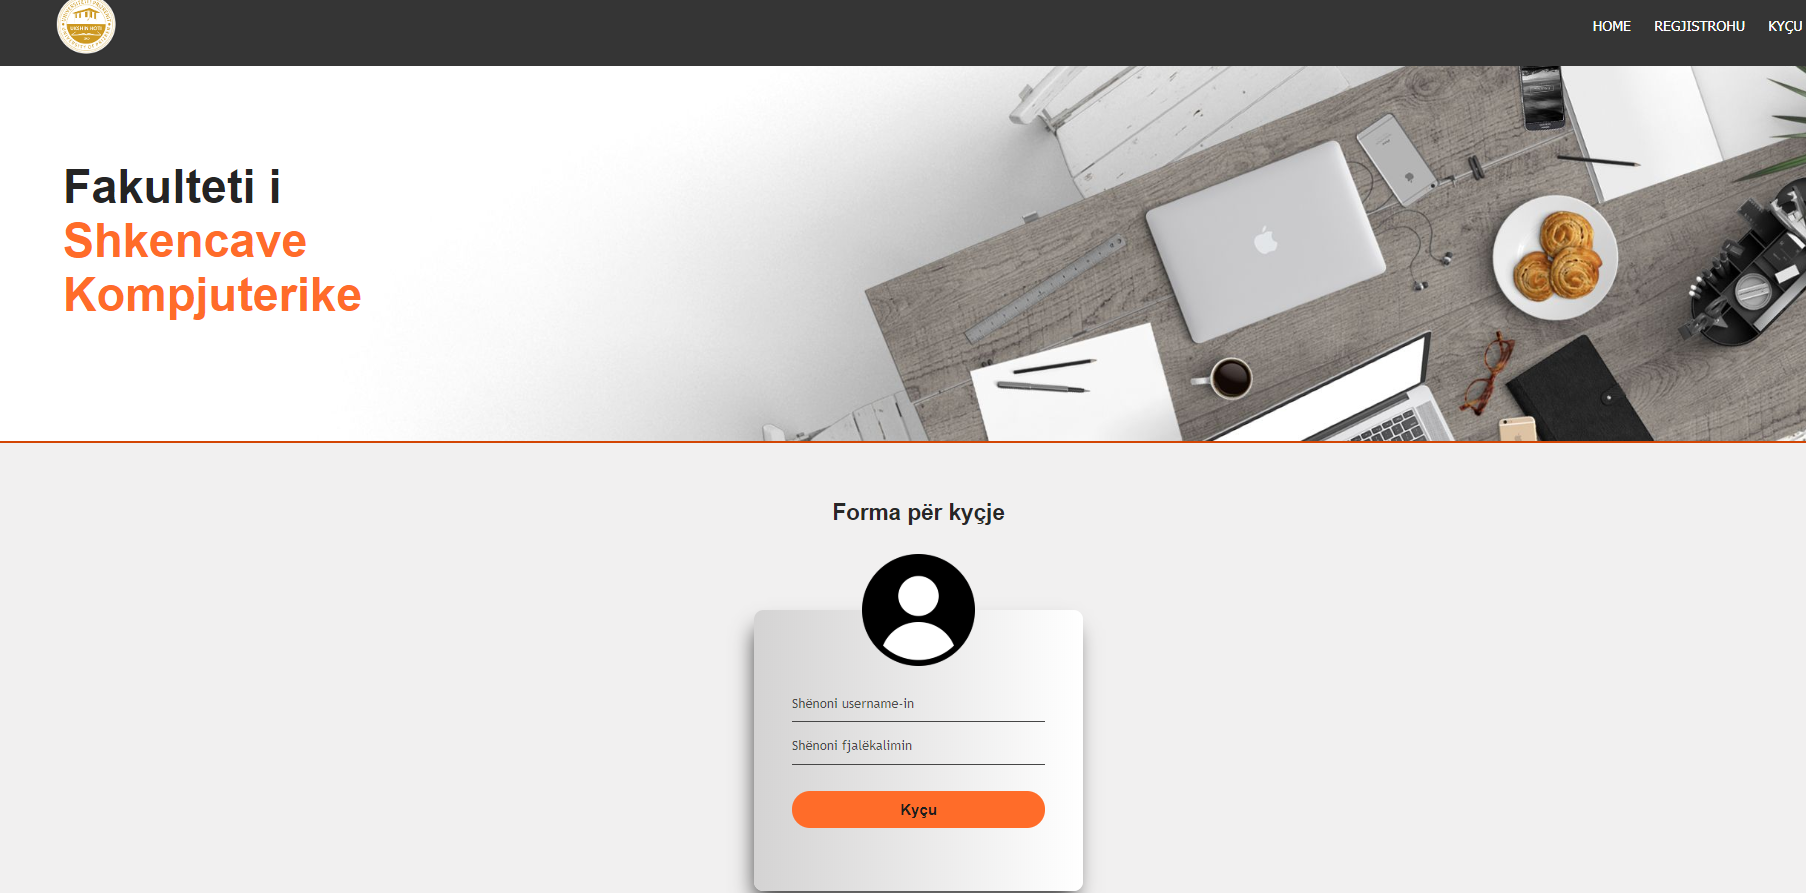 HOME REGJISTROHU KYÇU
Fakulteti i
Shkencave
Kompjuterike
Forma për kyçje
Shënoni username-in
Shënoni fjalëkalimin
Kyçu